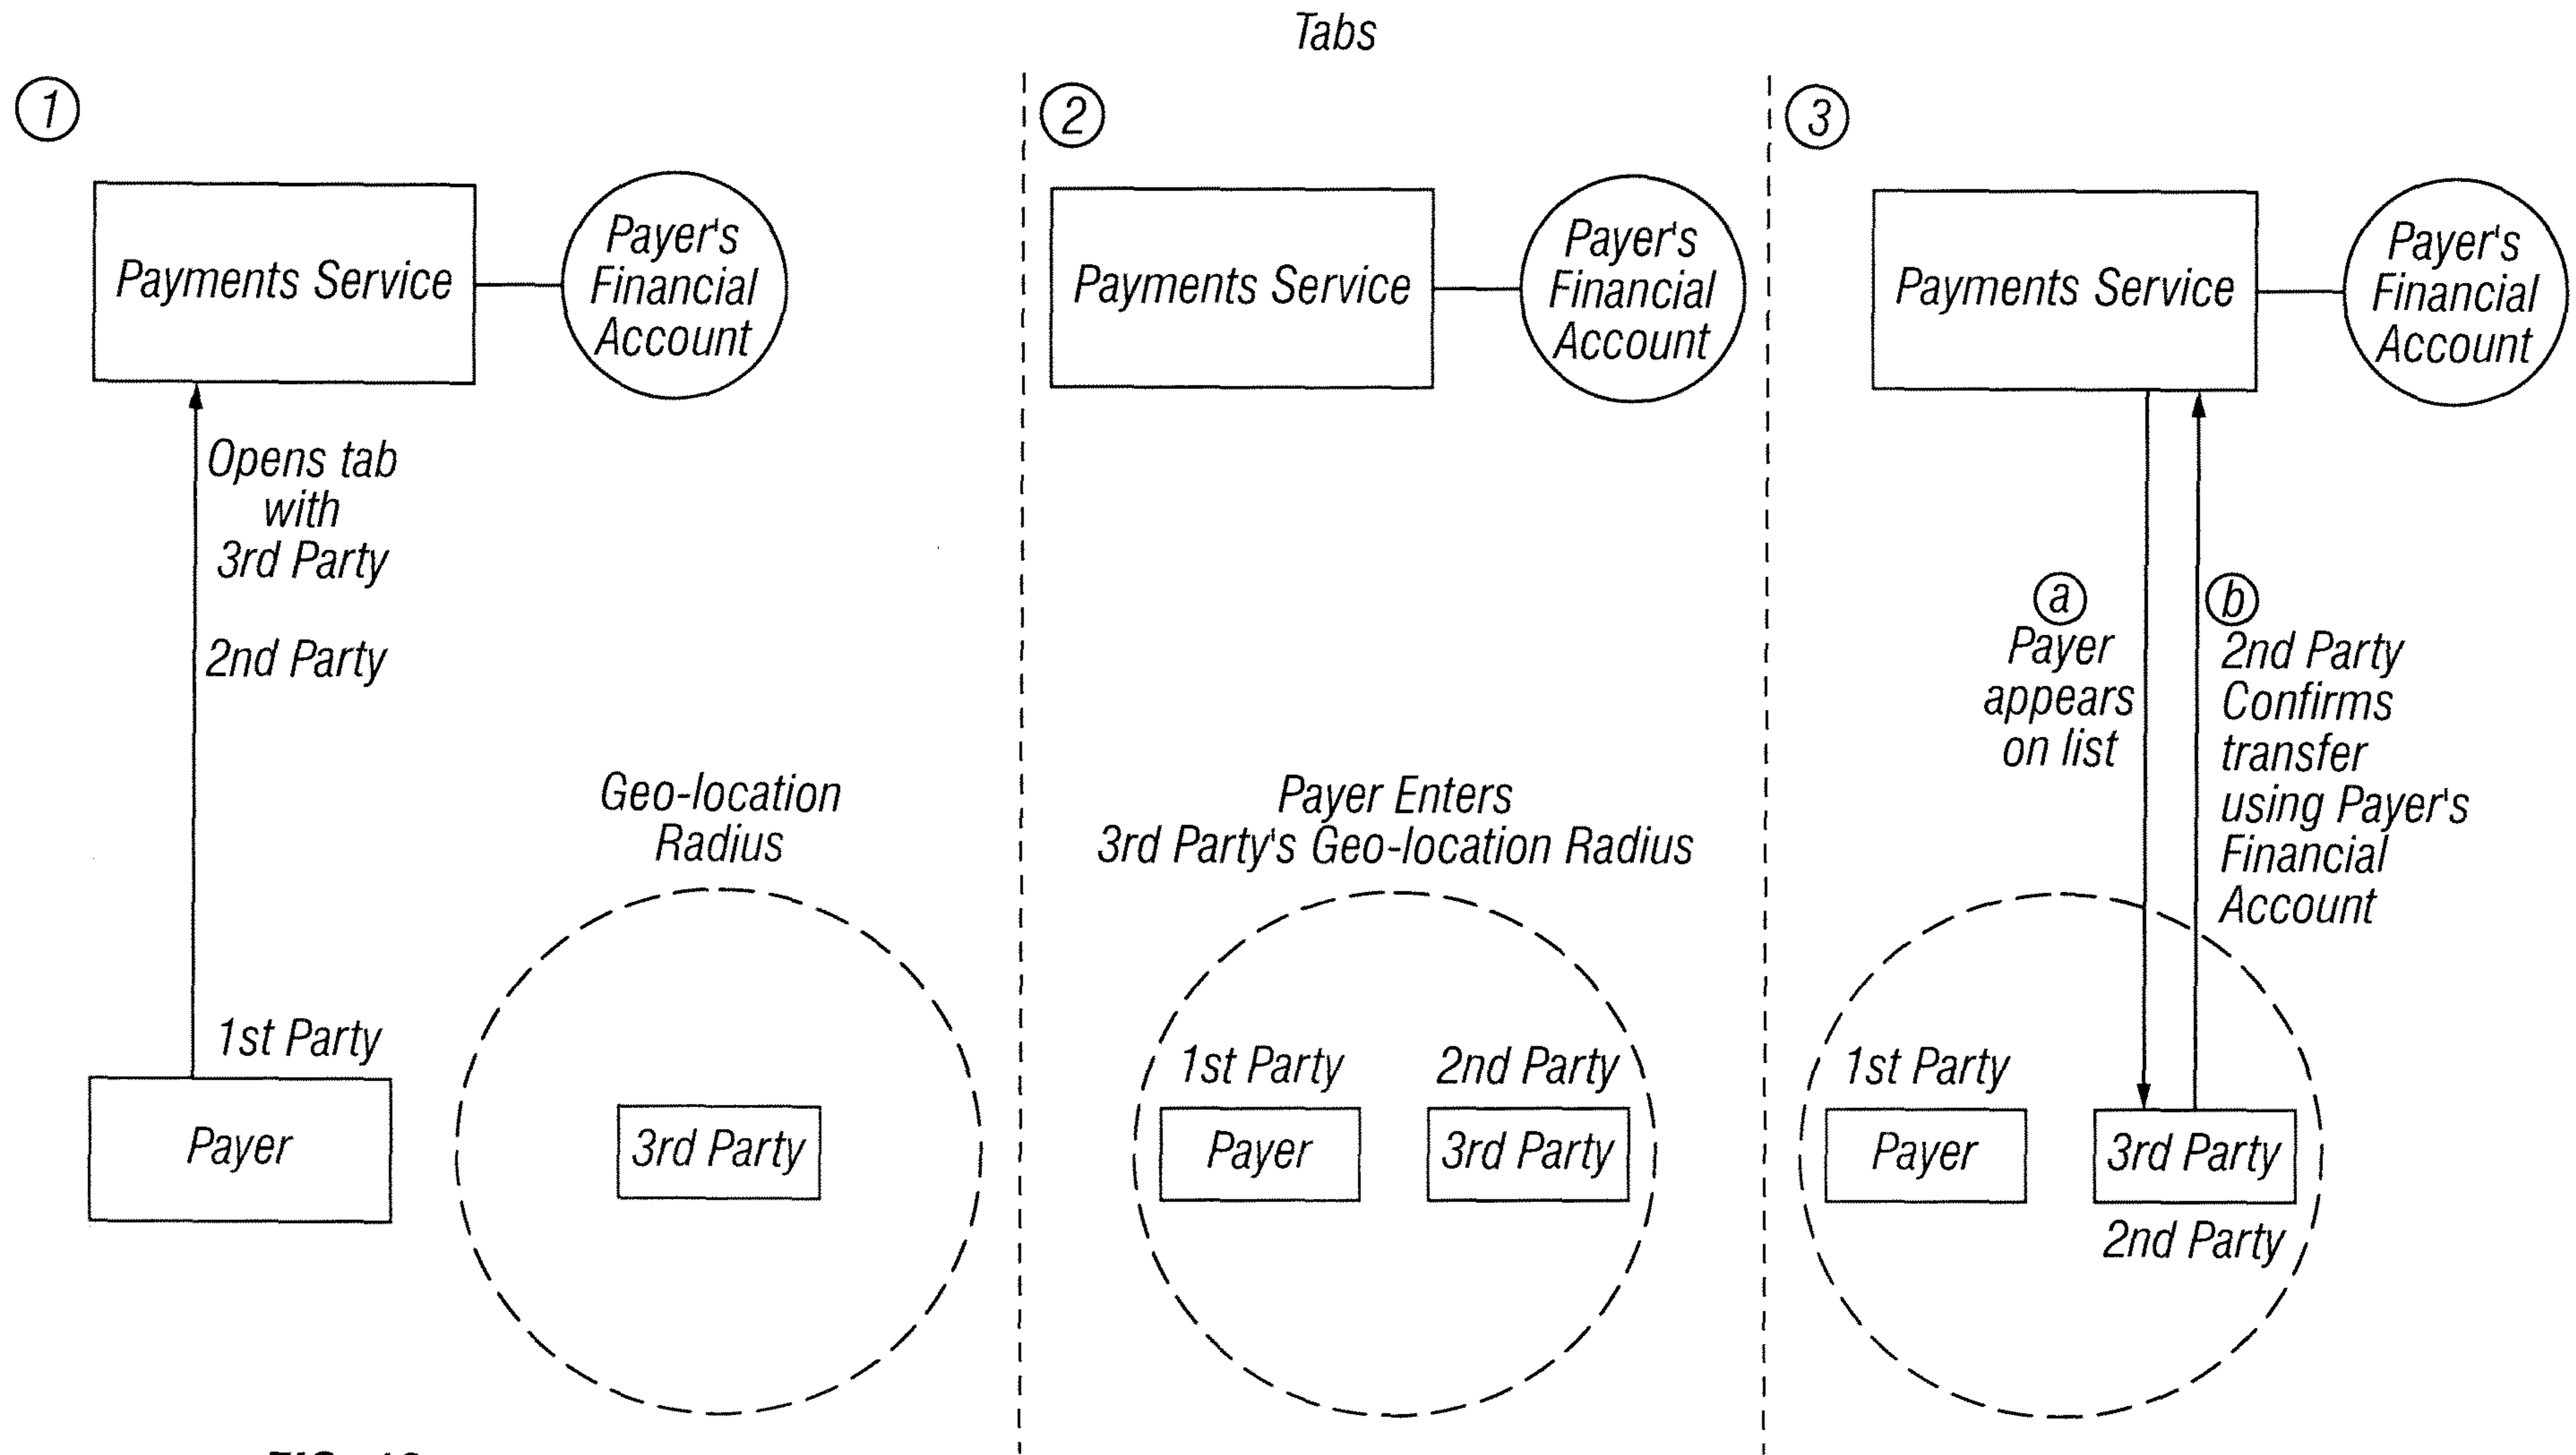 Tabs
1
Payments Service
Payer's
Financial
Account
Opens tab
with
3rd Party
2nd Party
Geo-location
Radius
1st Party
Payer
3rd Party
2
Payments Service
Payer's
Financial
Account
Payer Enters
3rd Party's Geo-location Radius
1st Party
2nd Party
Payer
3rd Party
3
Payments Service
Payer's
Financial
Account
a
Payer
appears
on list
b
2nd Party
Confirms
transfer
using Payer's
Financial
Account
1st Party
Payer
3rd Party
2nd Party